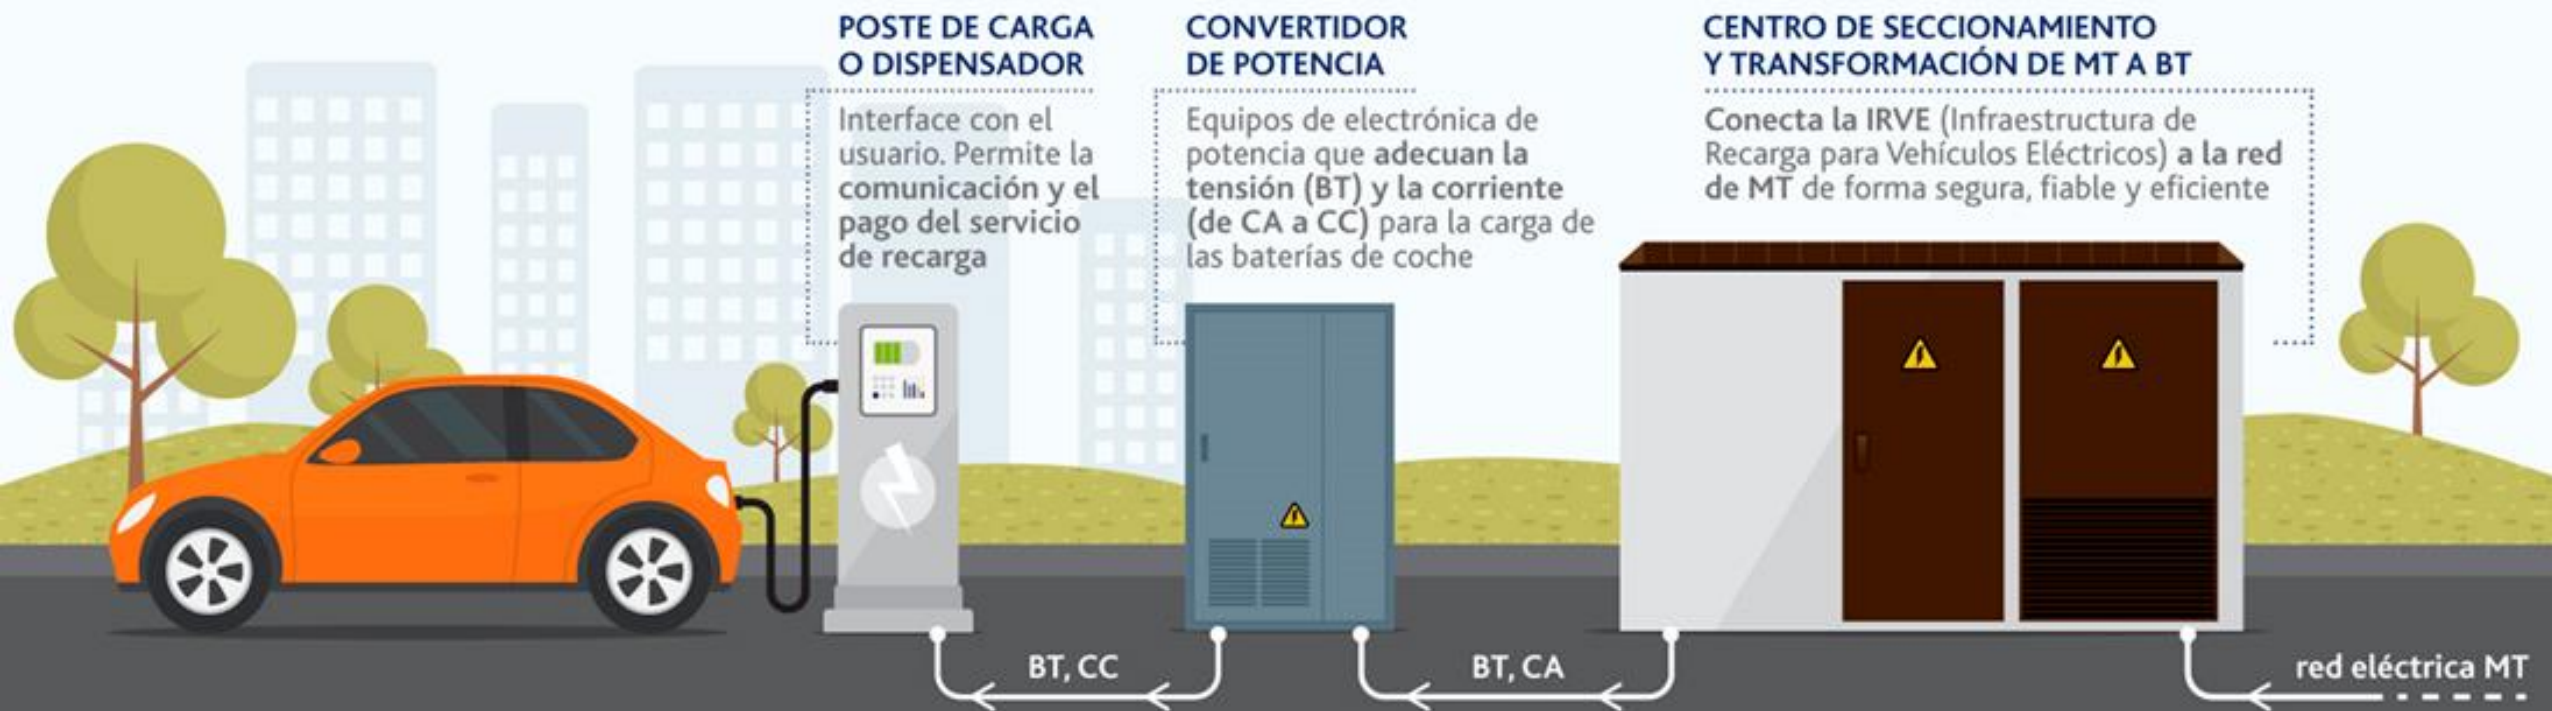 POSTE DE CARGA
O DISPENSADOR
Interface con el
usuario. Permite la
comunicación y el
pago del servicio
de recarga
CONVERTIDOR
DE POTENCIA
Equipos de electrónica de
potencia que adecuan la
tensión (BT) y la corriente
(de CA a CC) para la carga de
las baterías de coche
CENTRO DE SECCIONAMIENTO
Y TRANSFORMACIÓN DE MT A BT
Conecta la IRVE (Infraestructura de
Recarga para Vehículos Eléctricos) a la red
de MT de forma segura, fiable y eficiente
BT, CC
BT, CA
red eléctrica MT